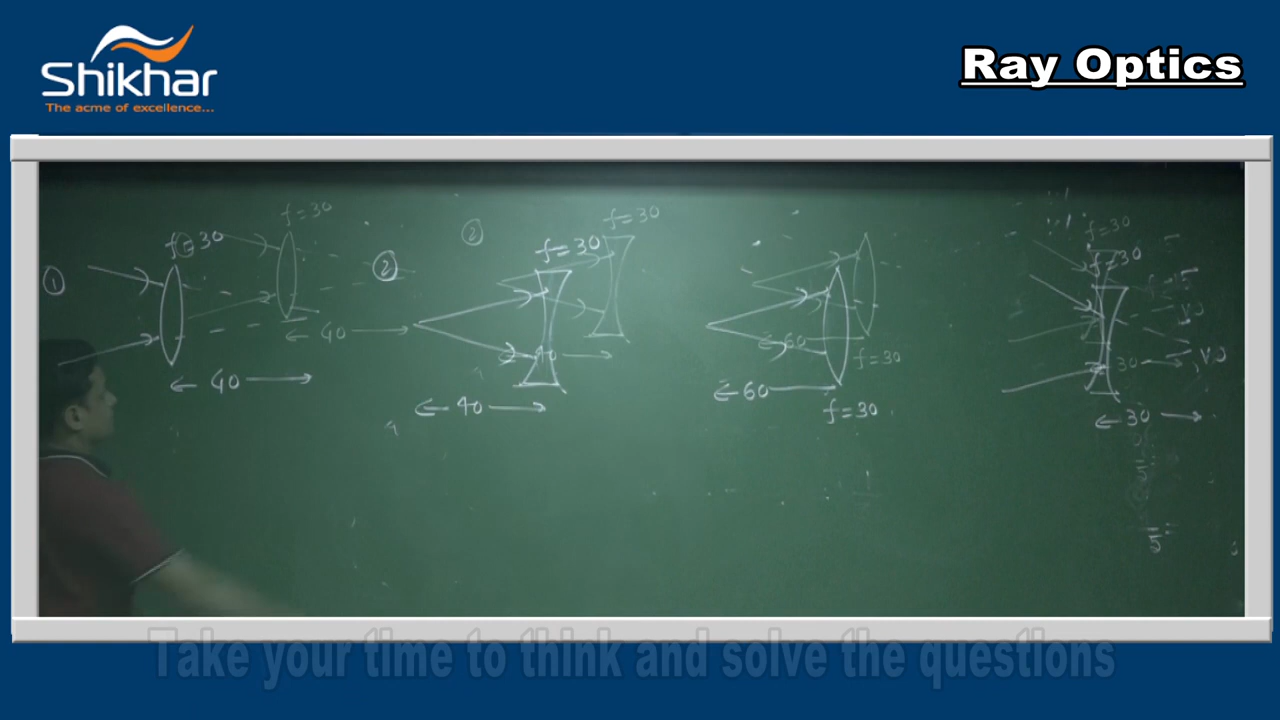 Shikhar
The acme of excellence...
Ray Optics
f=30
f=30
f=30
f=30
f=30
f=30
1
2
2
40
40
40
60
60
f=30
f=30
30
30
Take your time to think and solve the questions